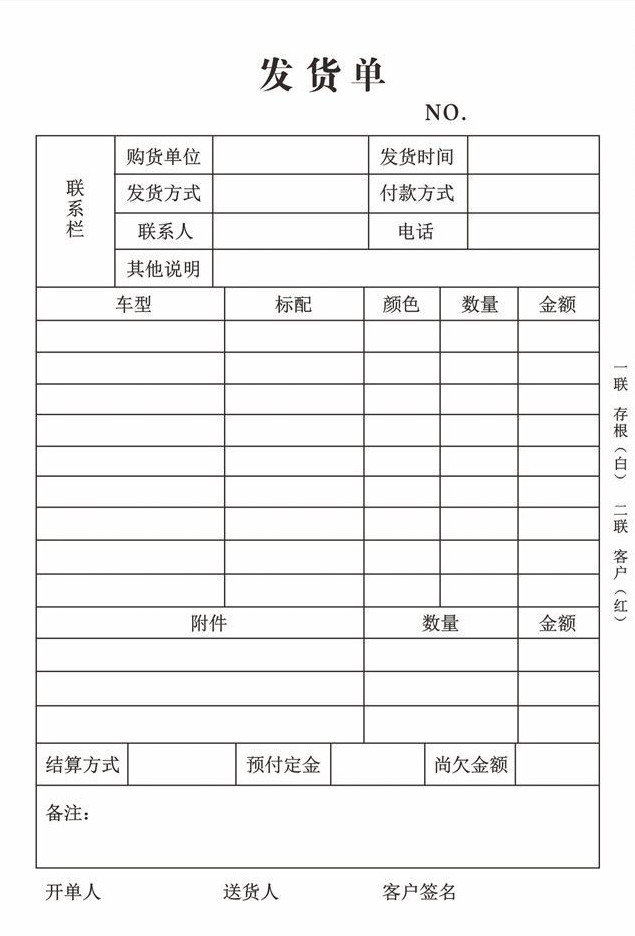 发货单
NO.
联系栏
购货单位 发货时间
发货方式 付款方式
联系人 电话
其他说明
车型 标配 颜色 数量 金额
附件 数量 金额
结算方式 预付定金 尚欠金额
备注：
开单人 送货人 客户签名
一联 存根（白） 二联 客户（红）